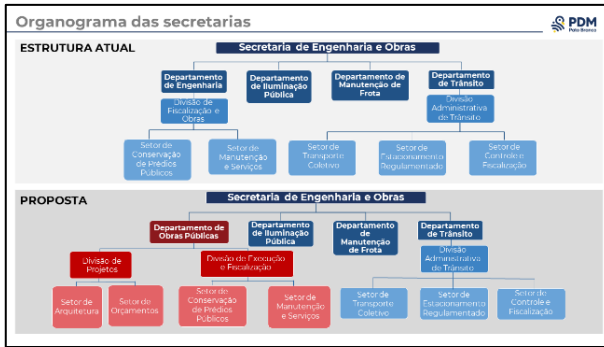 Organograma das secretarias
PDM
Pato Branco
ESTRUTURA ATUAL
Secretaria de Engenharia e Obras
Departamento
de Engenharia
Departamento
de Iluminação
Pública
Departamento de
Manutenção de
Frota
Departamento
de Trânsito
Divisão de
Fiscalização e
Obras
Divisão
Administrativa
de Trânsito
Setor de
Conservação
de Prédios
Públicos
Setor de
Manutenção
e Serviços
Setor de
Transporte
Coletivo
Setor de
Estacionamento
Regulamentado
Setor de
Controle e
Fiscalização
PROPOSTA
Secretaria de Engenharia e Obras
Departamento de
Obras Públicas
Departamento
de Iluminação
Pública
Departamento
de
Manutenção
de Frota
Departamento
de Trânsito
Divisão de
Projetos
Divisão de Execução
e Fiscalização
Divisão
Administrativa
de Trânsito
Setor de
Arquitetura
Setor de
Orçamentos
Setor de
Conservação
de Prédios
Públicos
Setor de
Manutenção
e Serviços
Setor de
Transporte
Coletivo
Setor de
Estacionamento
Regulamentado
Setor de
Controle e
Fiscalização